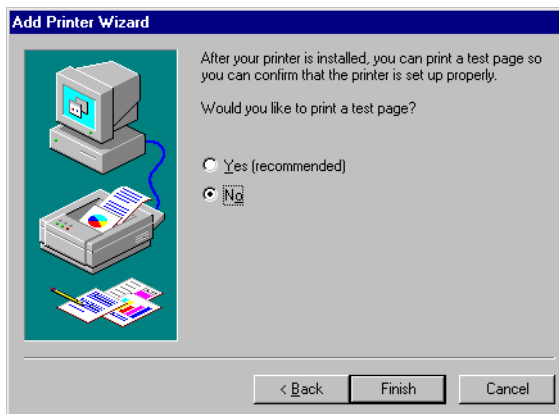 Add Printer Wizard
After your printer is installed, you can print a test page so
you can confirm that the printer is set up properly.
Would you like to print a test page?
Yes (recommended)
No
< Back Finish Cancel